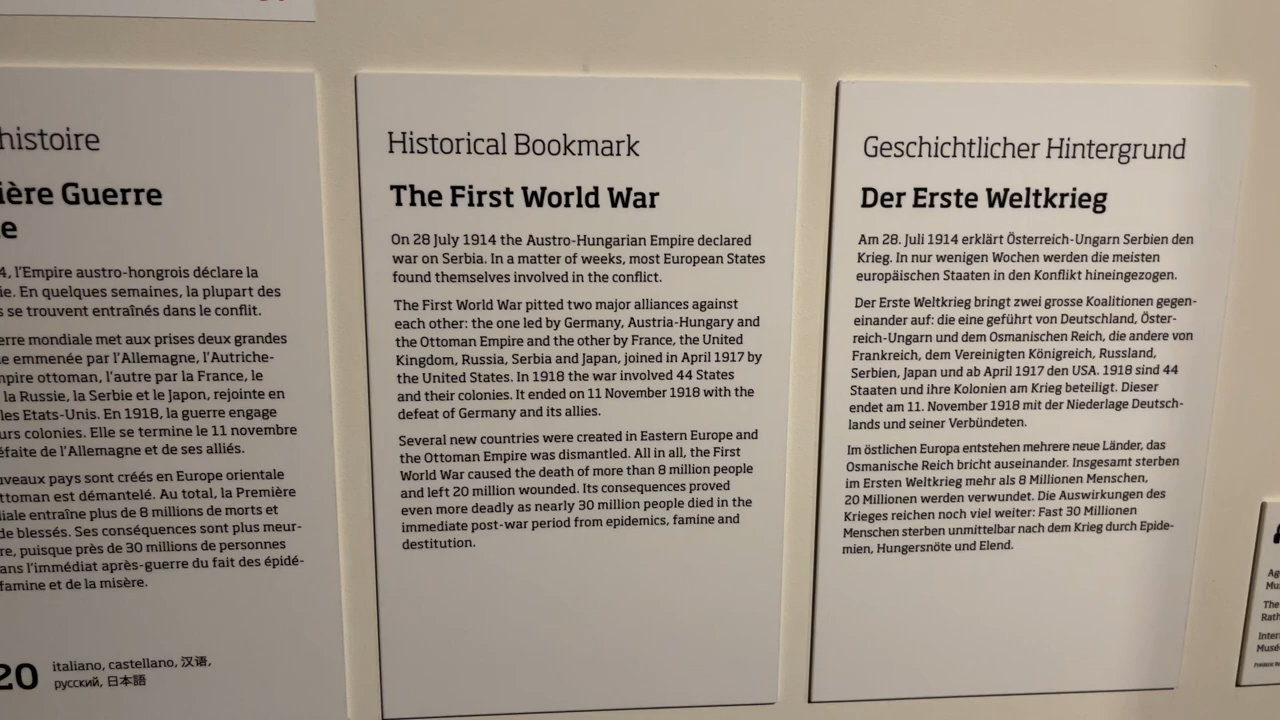 histoire
ière Guerre
e
4, l'Empire austro-hongrois déclare la
ie. En quelques semaines, la plupart des
s se trouvent entraînés dans le conflit.
erre mondiale met aux prises deux grandes
e emmenée par l'Allemagne, l'Autriche-
mpire ottoman, l'autre par la France, le
la Russie, la Serbie et le Japon, rejointe en
les Etats-Unis. En 1918, la guerre engage
urs colonies. Elle se termine le 11 novembre
éfaite de l'Allemagne et de ses alliés.
uveaux pays sont créés en Europe orientale
ttoman est démantelé. Au total, la Première
iale entraîne plus de 8 millions de morts et
de blessés. Ses conséquences sont plus meur-
re, puisque près de 30 millions de personnes
ans l'immédiat après-guerre du fait des épidé-
famine et de la misère.
20
italiano, castellano, 汉语,
русский, 日本語
Historical Bookmark
The First World War
On 28 July 1914 the Austro-Hungarian Empire declared
war on Serbia. In a matter of weeks, most European States
found themselves involved in the conflict.
The First World War pitted two major alliances against
each other: the one led by Germany, Austria-Hungary and
the Ottoman Empire and the other by France, the United
Kingdom, Russia, Serbia and Japan, joined in April 1917 by
the United States. In 1918 the war involved 44 States
and their colonies. It ended on 11 November 1918 with the
defeat of Germany and its allies.
Several new countries were created in Eastern Europe and
the Ottoman Empire was dismantled. All in all, the First
World War caused the death of more than 8 million people
and left 20 million wounded. Its consequences proved
even more deadly as nearly 30 million people died in the
immediate post-war period from epidemics, famine and
destitution.
Geschichtlicher Hintergrund
Der Erste Weltkrieg
Am 28. Juli 1914 erklärt Österreich-Ungarn Serbien den
Krieg. In nur wenigen Wochen werden die meisten
europäischen Staaten in den Konflikt hineingezogen.
Der Erste Weltkrieg bringt zwei grosse Koalitionen gegen-
einander auf: die eine geführt von Deutschland, Öster-
reich-Ungarn und dem Osmanischen Reich, die andere von
Frankreich, dem Vereinigten Königreich, Russland,
Serbien, Japan und ab April 1917 den USA. 1918 sind 44
Staaten und ihre Kolonien am Krieg beteiligt. Dieser
endet am 11. November 1918 mit der Niederlage Deutsch-
lands und seiner Verbündeten.
Im östlichen Europa entstehen mehrere neue Länder, das
Osmanische Reich bricht auseinander. Insgesamt sterben
im Ersten Weltkrieg mehr als 8 Millionen Menschen,
20 Millionen werden verwundet. Die Auswirkungen des
Krieges reichen noch viel weiter: Fast 30 Millionen
Menschen sterben unmittelbar nach dem Krieg durch Epide-
mien, Hungersnöte und Elend.
Ag
Mu
The
Rath
Inter
Musé